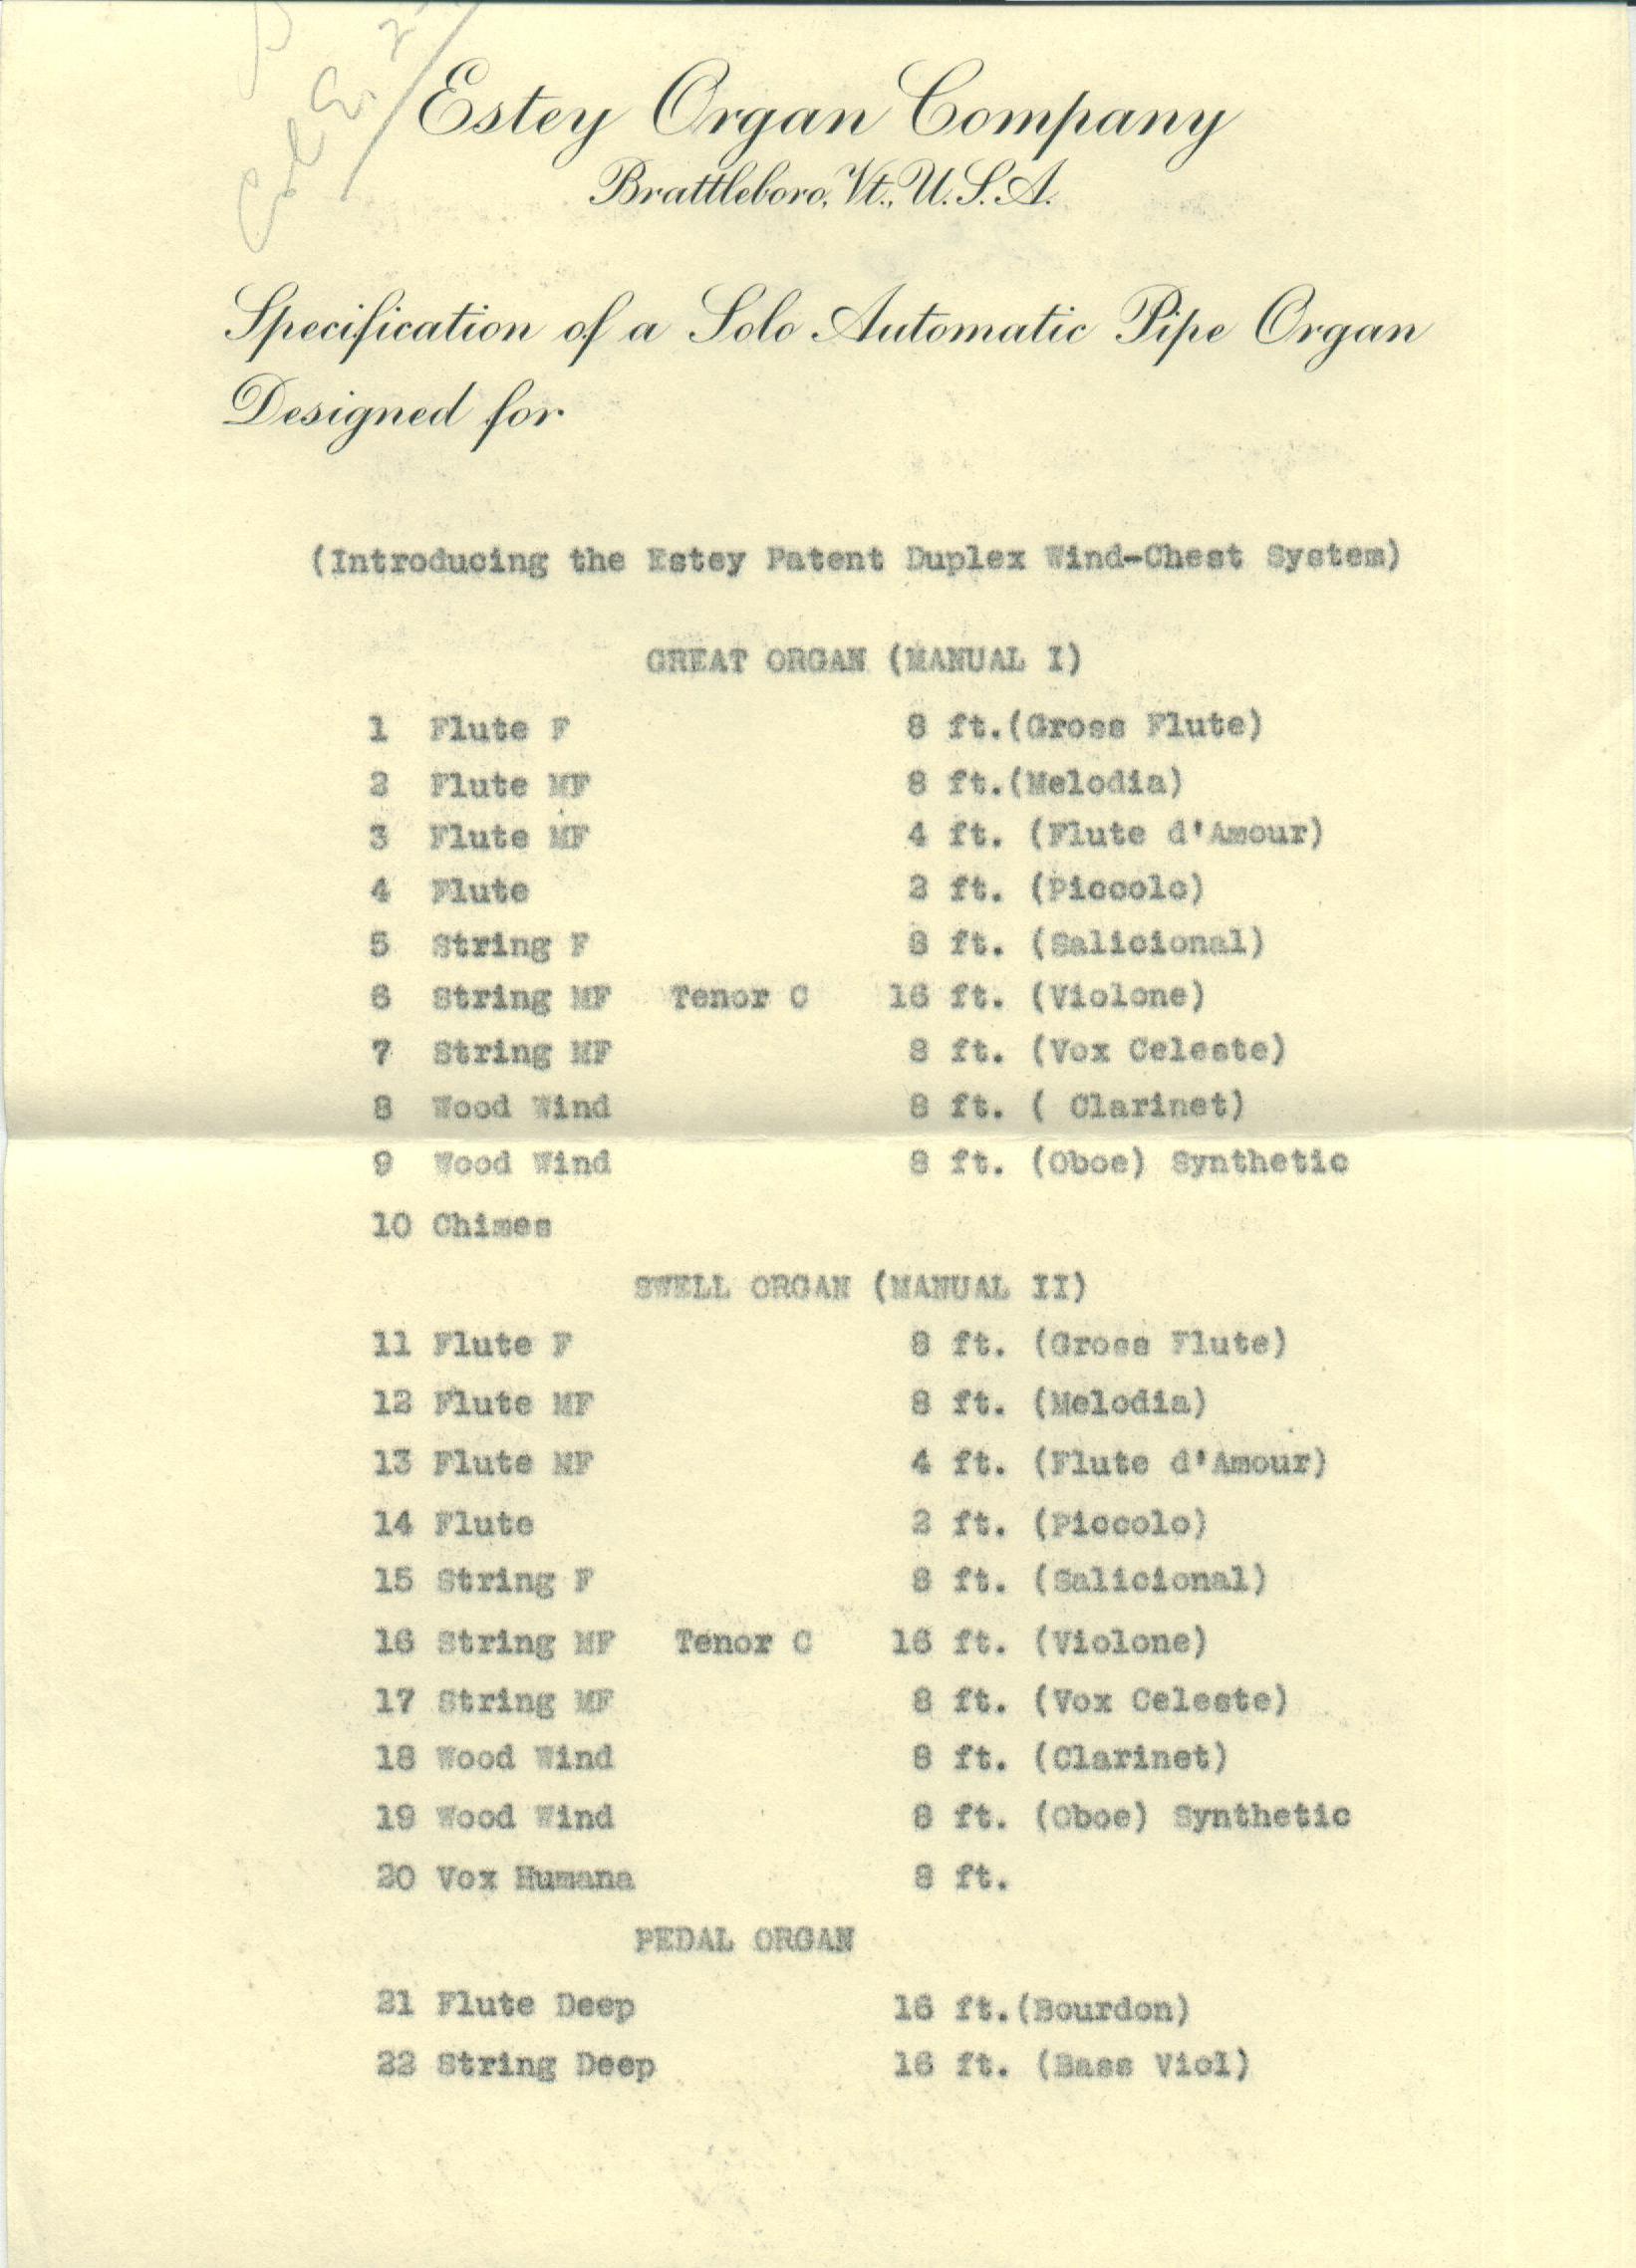 Estey Organ Company
Brattleboro, Vt., U.S.A.
Specification of a Solo Automatic Pipe Organ
Designed for
(Introducing the Estey Patent Duplex Wind-Chest System)
GREAT ORGAN (MANUAL I)
1 Flute F 8 ft.(Gross Flute)
2 Flute MF 8 ft.(Melodia)
3 Flute MF 4 ft. (Flute d'Amour)
4 Flute 2 ft. (Piccolo)
5 String F 8 ft. (Salicional)
6 String MF Tenor C 16 ft. (Violone)
7 String MF 8 ft. (Vox Celeste)
8 Wood Wind 8 ft. ( Clarinet)
9 Wood Wind 8 ft. (Oboe) Synthetic
10 Chimes
SWELL ORGAN (MANUAL II)
11 Flute F 8 ft. (Gross Flute)
12 Flute MF 8 ft. (Melodia)
13 Flute MF 4 ft. (Flute d'Amour)
14 Flute 2 ft. (Piccolo)
15 String F 8 ft. (Salicional)
16 String MF Tenor C 16 ft. (Violone)
17 String MF 8 ft. (Vox Celeste)
18 Wood Wind 8 ft. (Clarinet)
19 Wood Wind 8 ft. (Oboe) Synthetic
20 Vox Humana 8 ft.
PEDAL ORGAN
21 Flute Deep 16 ft.(Bourdon)
22 String Deep 16 ft. (Bass Viol)